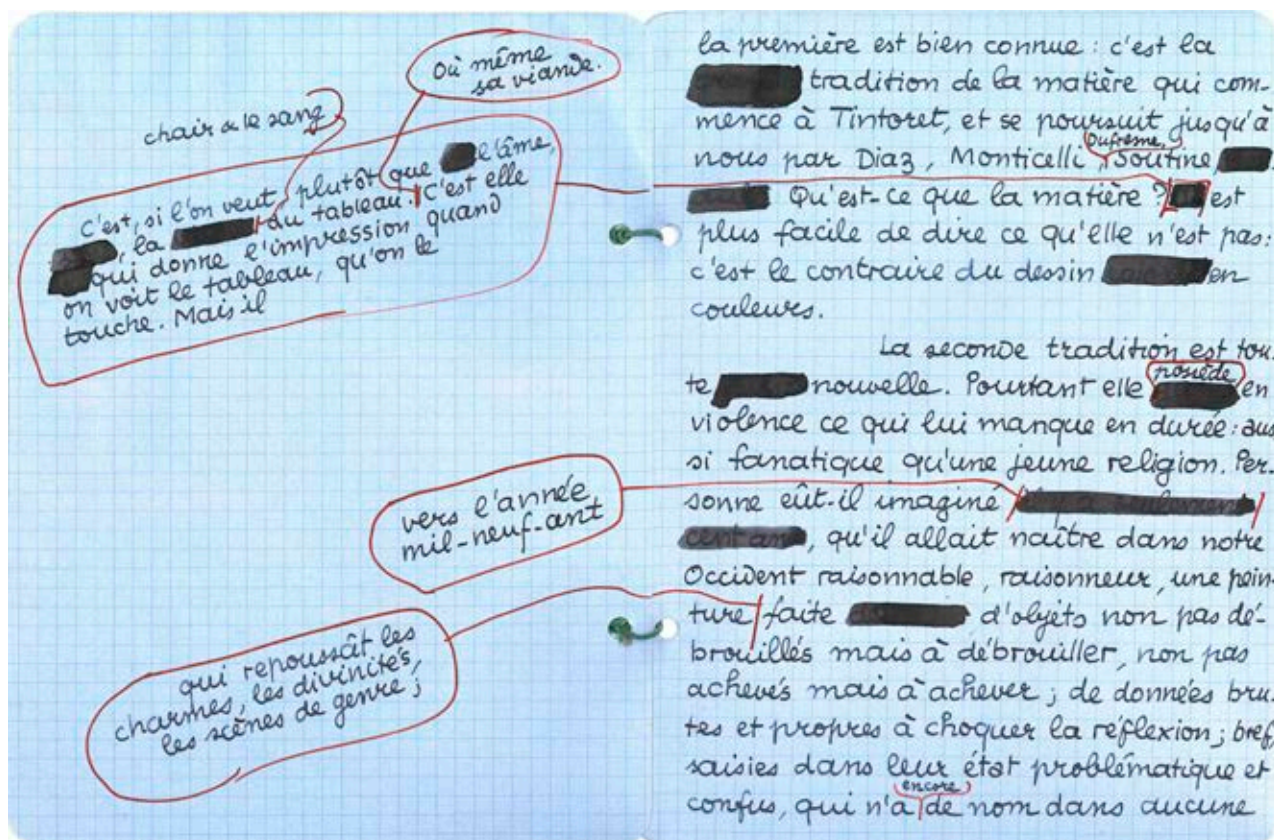 Où même
sa viande.
chair & le sang
C'est, si l'on veut, plutôt que l'âme,
, la du tableau. C'est elle
qui donne l'impression, quand
on voit le tableau, qu'on le
touche. Mais il
vers l'année
mil-neuf-ant
qui repoussât les
charmes, les divinités,
les scènes de genre ;
la première est bien connue : c'est la
tradition de la matière qui com-
mence à Tintoret, et se poursuit jusqu'à
Dufresne,
nous par Diaz, Monticelli, Soutine,
Qu'est-ce que la matière ? est
plus facile de dire ce qu'elle n'est pas :
c'est le contraire du dessin en
couleurs.
La seconde tradition est tou-
possède
te nouvelle. Pourtant elle en
violence ce qui lui manque en durée : aus
si fanatique qu'une jeune religion. Per-
sonne eût-il imaginé
cent ans, qu'il allait naître dans notre
Occident raisonnable, raisonneur, une pein-
ture faite d'objets non pas dé-
brouillés mais à débrouiller, non pas
achevés mais à achever ; de données bru-
tes et propres à choquer la réflexion ; bref,
saisies dans leur état problématique et
encore
confus, qui n'a de nom dans aucune